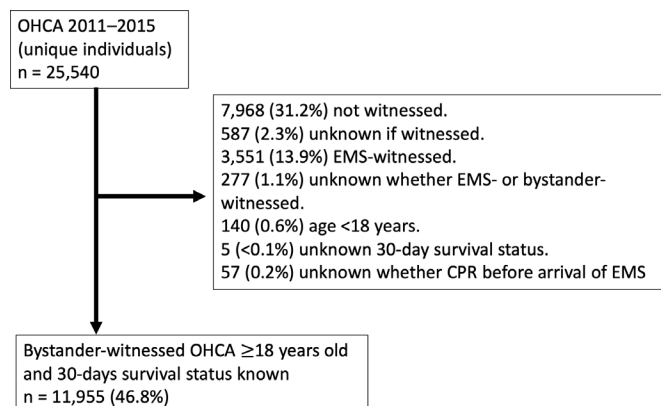 OHCA 2011–2015
(unique individuals)
n = 25,540
7,968 (31.2%) not witnessed.
587 (2.3%) unknown if witnessed.
3,551 (13.9%) EMS-witnessed.
277 (1.1%) unknown whether EMS- or bystander-
witnessed.
140 (0.6%) age <18 years.
5 (<0.1%) unknown 30-day survival status.
57 (0.2%) unknown whether CPR before arrival of EMS
Bystander-witnessed OHCA ≥18 years old
and 30-days survival status known
n = 11,955 (46.8%)